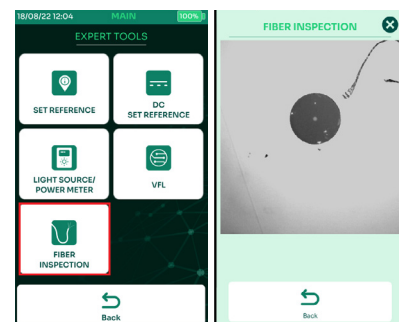 18/08/22 12:04 MAIN 100%
EXPERT TOOLS
SET REFERENCE
DC
SET REFERENCE
LIGHT SOURCE/
POWER METER
VFL
FIBER
INSPECTION
Back
FIBER INSPECTION
Back